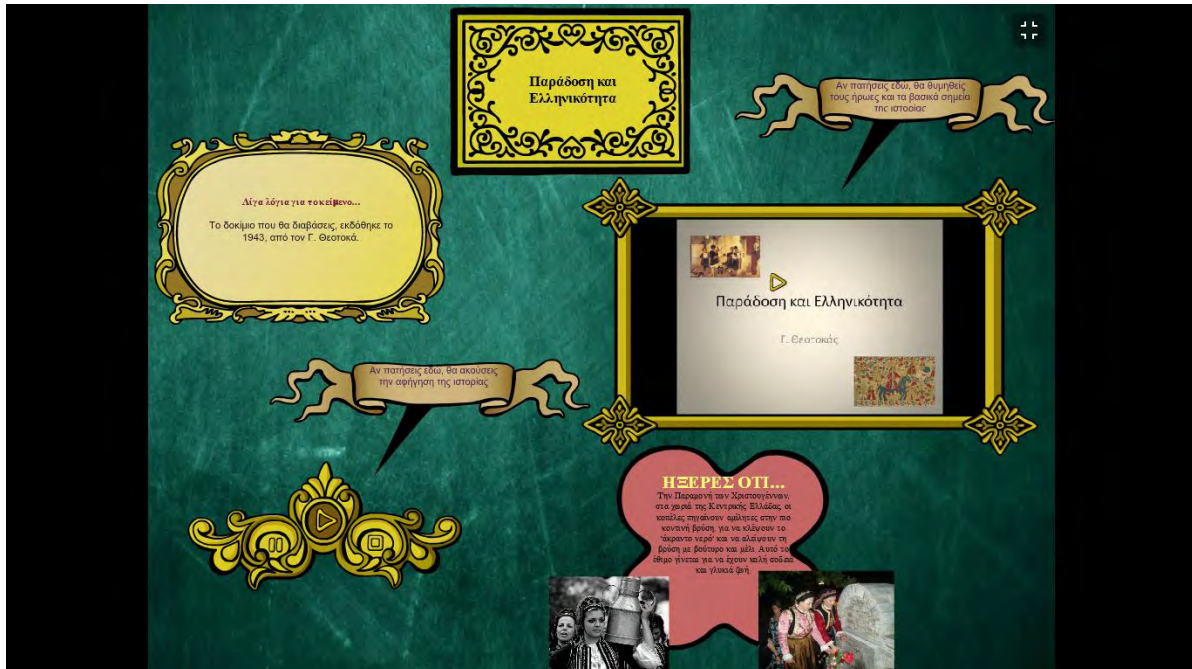 Παράδοση και
Ελληνικότητα
Αν πατήσεις εδώ, θα θυμηθείς
τους ήρωες και τα βασικά σημεία
της ιστορίας
Λίγα λόγια για το κείμενο...
Το δοκίμιο που θα διαβάσεις, εκδόθηκε το
1943, από τον Γ. Θεοτοκά.
Παράδοση και Ελληνικότητα
Γ. Θεοτοκάς
Αν πατήσεις εδώ, θα ακούσεις
την αφήγηση της ιστορίας
ΗΞΕΡΕΣ ΟΤΙ...
Την Παραμονή των Χριστουγέννων,
στα χωριά της Κεντρικής Ελλάδας, οι
κοπέλες πηγαίνουν αμίλητες στην πιο
κοντινή βρύση, για να κλέψουν το
'άκραντο νερό' και να αλείψουν τη
βρύση με βούτυρο και μέλι. Αυτό το
έθιμο γίνεται για να έχουν καλή σοδειά
και γλυκιά ζωή.